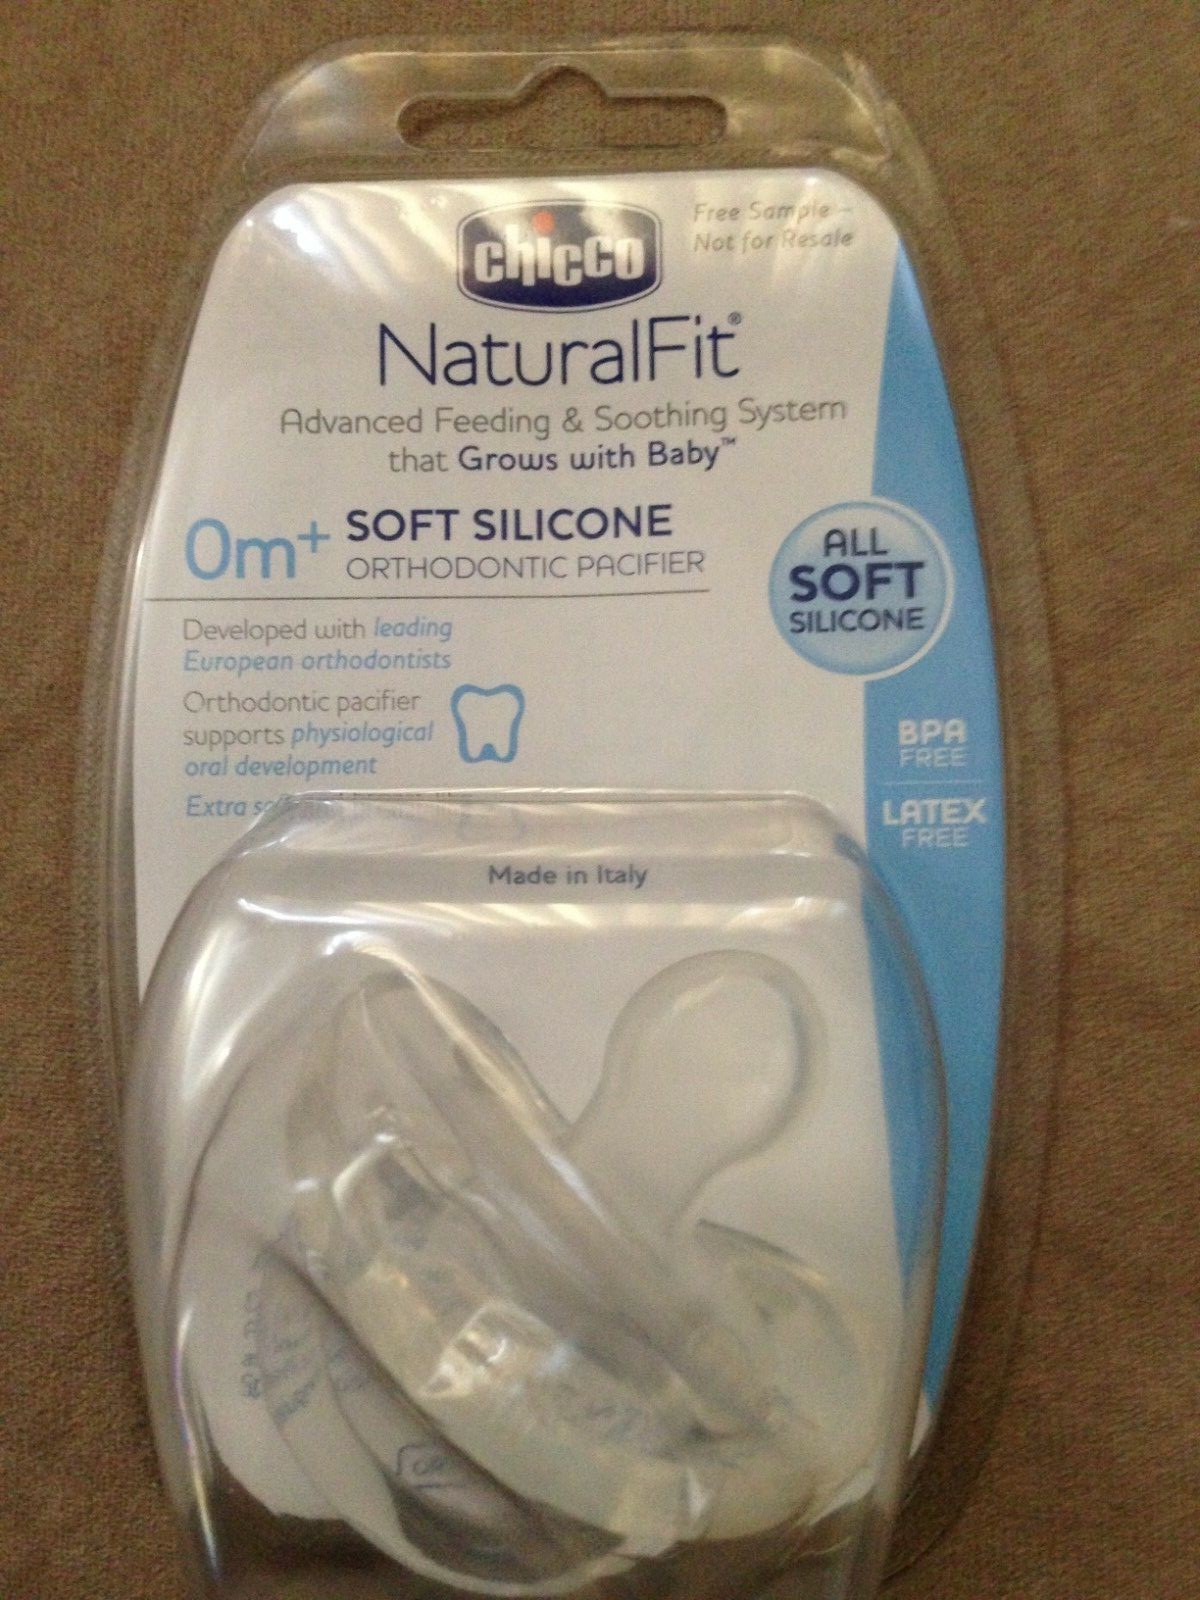 chicco
Free Sample –
Not for Resale
NaturalFit®
Advanced Feeding & Soothing System
that Grows with Baby™
0m+
SOFT SILICONE
ORTHODONTIC PACIFIER
ALL
SOFT
SILICONE
Developed with leading
European orthodontists
Orthodontic pacifier
supports physiological
oral development
Extra
BPA
FREE
LATEX
FREE
Made in Italy